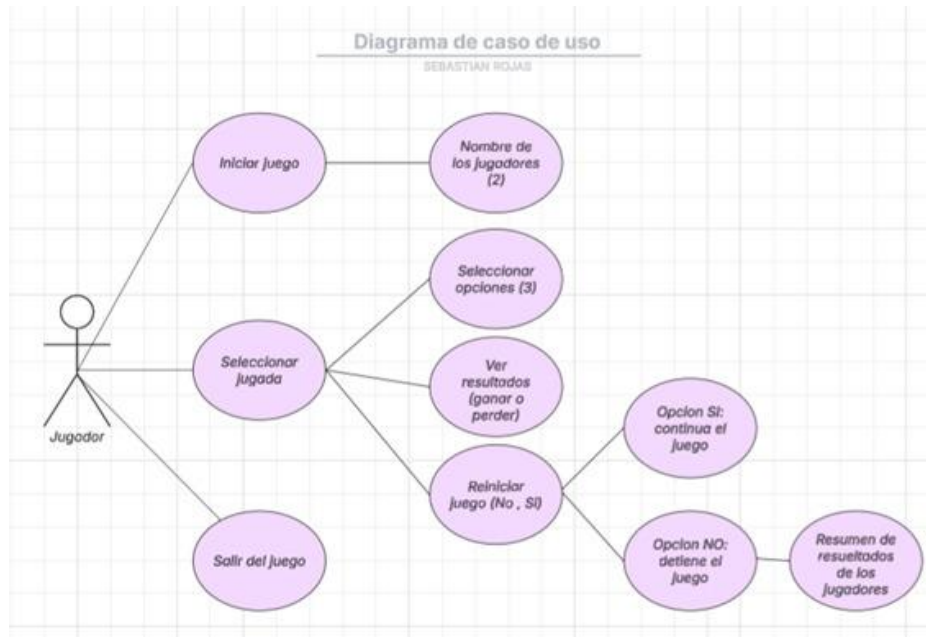 Diagrama de caso de uso
SEBASTIAN ROJAS
Iniciar juego
Nombre de
los jugadores
(2)
Seleccionar
opciones (3)
Seleccionar
jugada
Ver
resultados
(ganar o
perder)
Jugador
Reiniciar
juego (No , Si)
Opcion SI:
continua el
juego
Salir del juego
Opcion NO:
detiene el
juego
Resumen de
resueltados
de los
jugadores